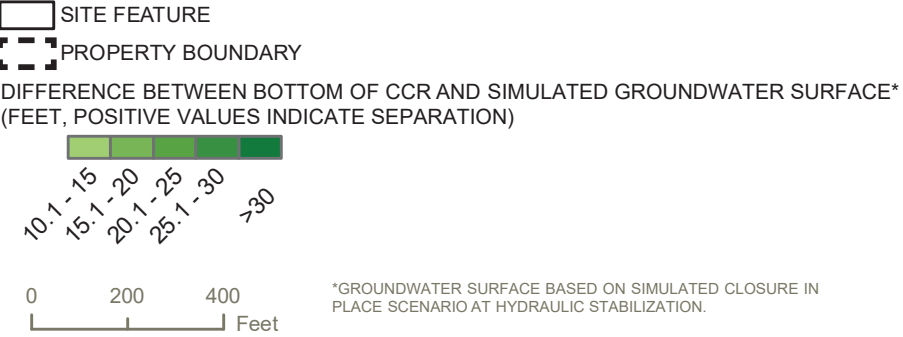 SITE FEATURE
PROPERTY BOUNDARY
DIFFERENCE BETWEEN BOTTOM OF CCR AND SIMULATED GROUNDWATER SURFACE*
(FEET, POSITIVE VALUES INDICATE SEPARATION)
10.1 - 15
15.1 - 20
20.1 - 25
25.1 - 30
>30
0 200 400
Feet
*GROUNDWATER SURFACE BASED ON SIMULATED CLOSURE IN
PLACE SCENARIO AT HYDRAULIC STABILIZATION.